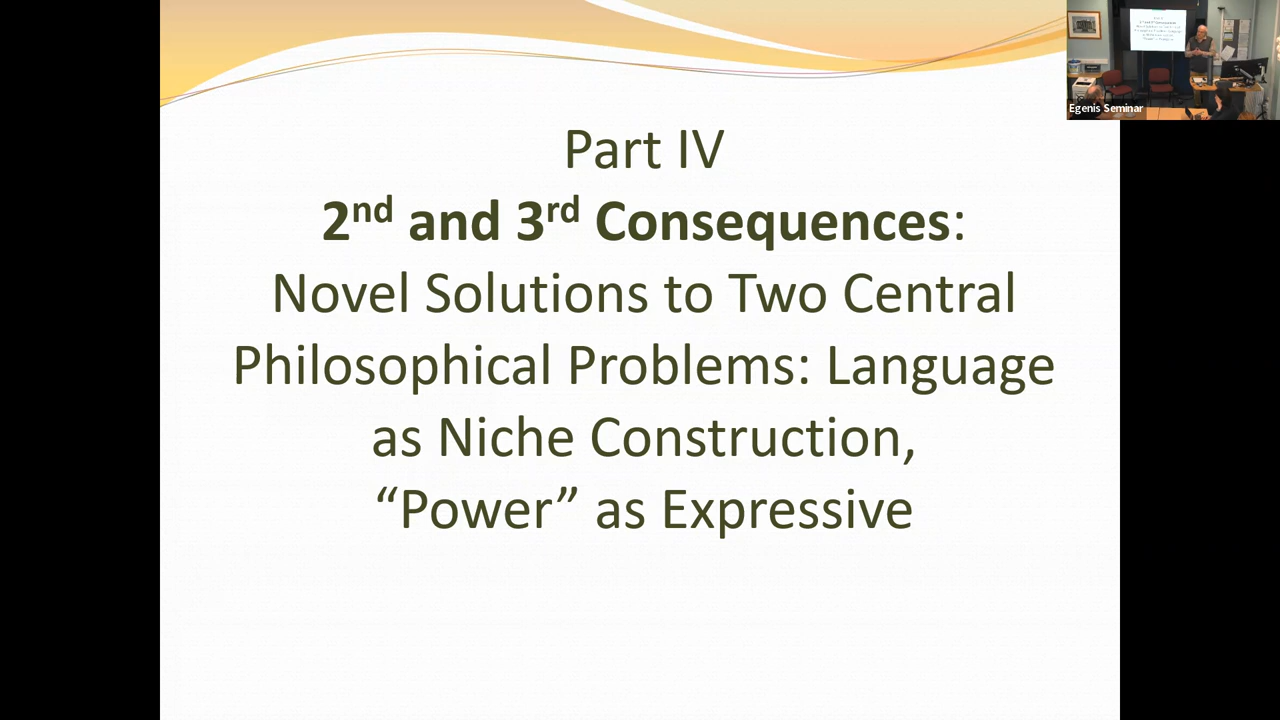 Part IV
2nd and 3rd Consequences:
Novel Solutions to Two Central
Philosophical Problems: Language
as Niche Construction,
“Power” as Expressive
Egenis Seminar